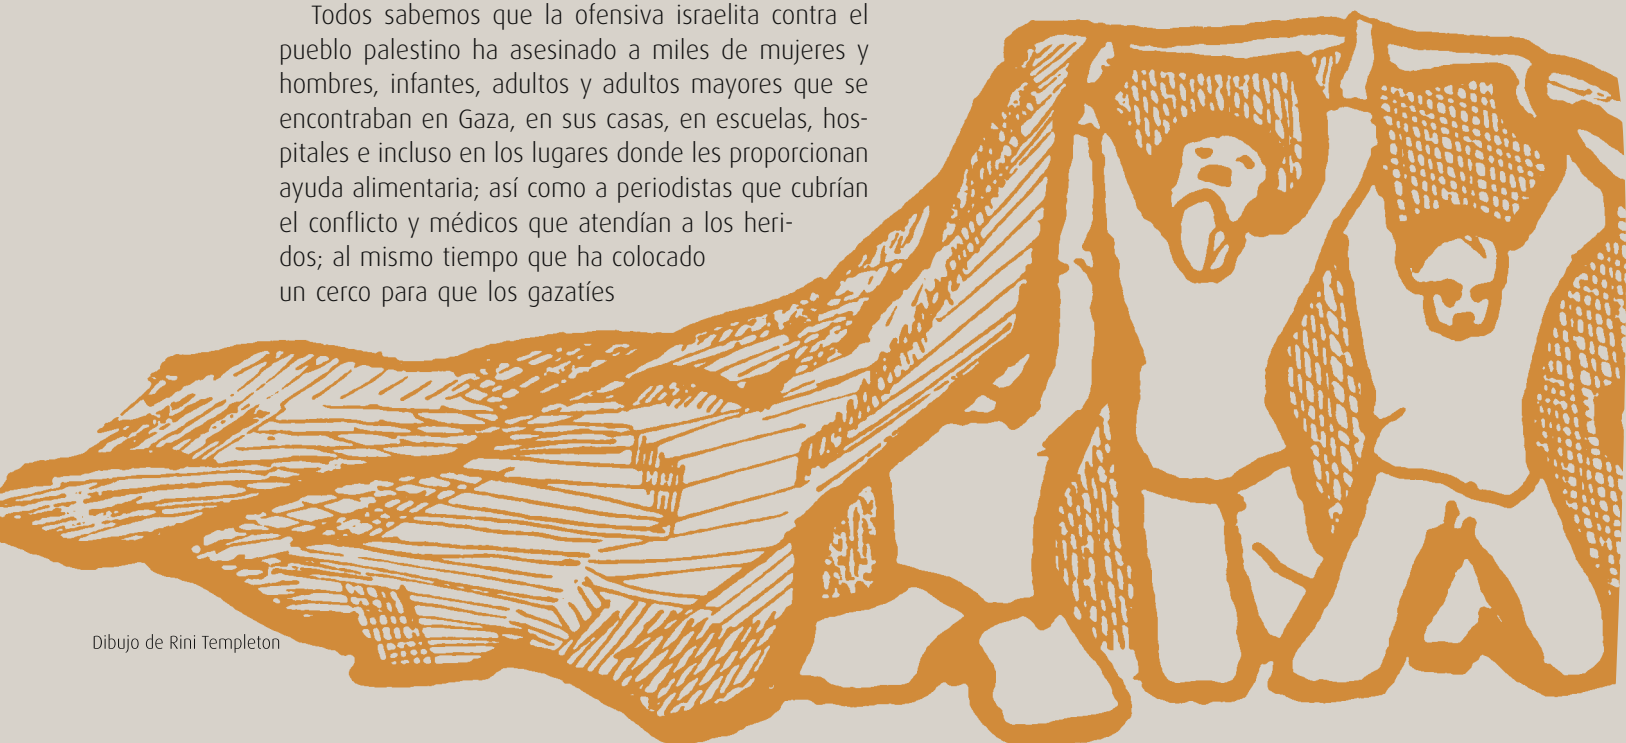 Todos sabemos que la ofensiva israelita contra el
pueblo palestino ha asesinado a miles de mujeres y
hombres, infantes, adultos y adultos mayores que se
encontraban en Gaza, en sus casas, en escuelas, hos-
pitales e incluso en los lugares donde les proporcionan
ayuda alimentaria; así como a periodistas que cubrían
el conflicto y médicos que atendían a los heri-
dos; al mismo tiempo que ha colocado
un cerco para que los gazatíes
Dibujo de Rini Templeton